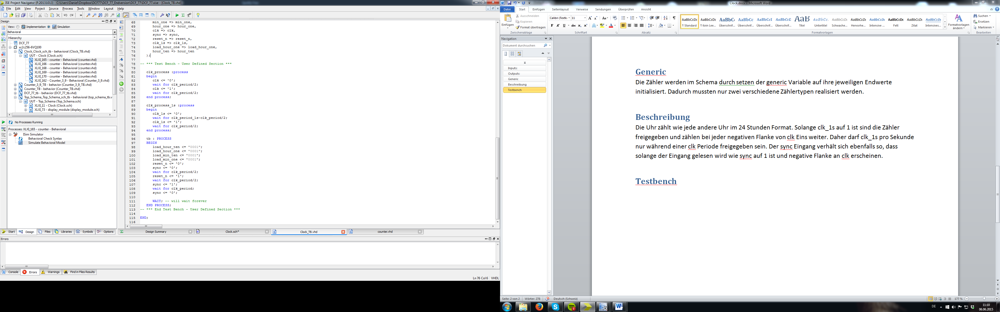 ISE Project Navigator (P.20131013) - C:\Users\Daniel\Dropbox\DCF77\DCF_77_Endversion\DCF_77\DCF_77.xise - [Clock_TB.vhd]
File Edit View Project Source Process Tools Window Layout Help
Design
View: Implementation Simulation
Behavioral
Hierarchy
DCF_77
xc2c256-6VQ100
Clock_Clock_sch_tb - behavioral (Clock_TB.vhd)
UUT - Clock (Clock.sch)
XLXI_165 - counter - Behavioral (counter.vhd)
XLXI_166 - counter - Behavioral (counter.vhd)
XLXI_168 - counter - Behavioral (counter.vhd)
XLXI_169 - counter - Behavioral (counter.vhd)
XLXI_170 - counter - Behavioral (counter.vhd)
XLXI_162 - Counter_3_9 - Behavioral (Counter_3_9.vhd)
Counter_3_9_TB - behavior (Counter_3_9_TB.vhd)
Counter_TB - behavior (Counter_TB.vhd)
DCF_77_tb - behavior (DCF_77_tb.vhd)
Top_Schema_Top_Schema_sch_tb - behavioral (top_schema_tb.v
UUT - Top_Schema (Top_Schema.sch)
XLXI_11 - Clock (Clock.sch)
XLXI_73 - display_module (display_module.sch)
No Processes Running
Processes: XLXI_165 - counter - Behavioral
ISim Simulator
Behavioral Check Syntax
Simulate Behavioral Model
Start Design Files Libraries Symbols Options
68 min_one => min_one,
69 hour_one => hour_one,
70 clk => clk,
71 sync => sync,
72 reset_n => reset_n,
73 clk_1s => clk_1s,
74 load_hour_one => load_hour_one,
75 hour_ten => hour_ten
76 );
77
78 -- *** Test Bench - User Defined Section ***
79
80 clk_process :process
81 begin
82 clk <= '0';
83 wait for clk_period/2;
84 clk <= '1';
85 wait for clk_period/2;
86 end process;
87
88 clk_process_1s :process
89 begin
90 clk_1s <= '0';
91 wait for clk_period_1s-clk_period/2;
92 clk_1s <= '1';
93 wait for clk_period/2;
94 end process;
95
96 tb : PROCESS
97 BEGIN
98 load_hour_ten <= "0001";
99 load_hour_one <= "0001";
100 load_min_ten <= "0001";
101 load_min_one <= "0001";
102 reset_n <= '0';
103 sync <= '0';
104 wait for clk_period/2;
105 reset_n <= '1';
106 wait for clk_period/2;
107 sync <= '1';
108 wait for clk_period;
109 sync <= '0';
110
111 WAIT; -- will wait forever
112 END PROCESS;
113 -- *** End Test Bench - User Defined Section ***
114
115 END;
116
Design Summary Clock.sch* Clock_TB.vhd counter.vhd
Errors
Console Errors Warnings Find in Files Results
Ln 76 Col 6 VHDL
Clock.docx - Microsoft Word
Datei Start Einfügen Seitenlayout Verweise Sendungen Überprüfen Ansicht
Einfügen
Ausschneiden
Kopieren
Format übertragen
Zwischenablage
Calibri (Textk 11
Schriftart
Absatz
AaBbCcDc AaBbCcDc AaBbC AaBbCc AaBbCcI AaBbCcD AaB AaBbCc. AaBbCcDc AaBbCcDc AaBbCcDc AaBbCcDc AaBbCcDc AaBbCcDc
Standard Kein Lee... Überschrif... Überschrif... Überschrif... Überschrif... Titel Untertitel Schwache... Hervorhe... Intensive ... Fett Zitat Intensives...
Formatvorlagen
Formatvorlagen ändern
Suchen
Ersetzen
Markieren
Bearbeiten
Navigation
Dokument durchsuchen
Inputs:
Outputs:
Generic
Beschreibung
Testbench
Generic
Die Zähler werden im Schema durch setzen der generic Variable auf ihre jeweiligen Endwerte
initialisiert. Dadurch mussten nur zwei verschiedene Zählertypen realisiert werden.
Beschreibung
Die Uhr zählt wie jede andere Uhr im 24 Stunden Format. Solange clk_1s auf 1 ist sind die Zähler
freigegeben und zählen bei jeder negativen Flanke von clk Eins weiter. Daher darf clk_1s pro Sekunde
nur während einer clk Periode freigegeben sein. Der sync Eingang verhält sich ebenfalls so, dass
solange der Eingang gelesen wird wie sync auf 1 ist und negative Flanke an clk erscheinen.
Testbench
Seite: 2 von 2 Wörter: 278 Deutsch (Schweiz) 177 %
DE 11:10
06.06.2015